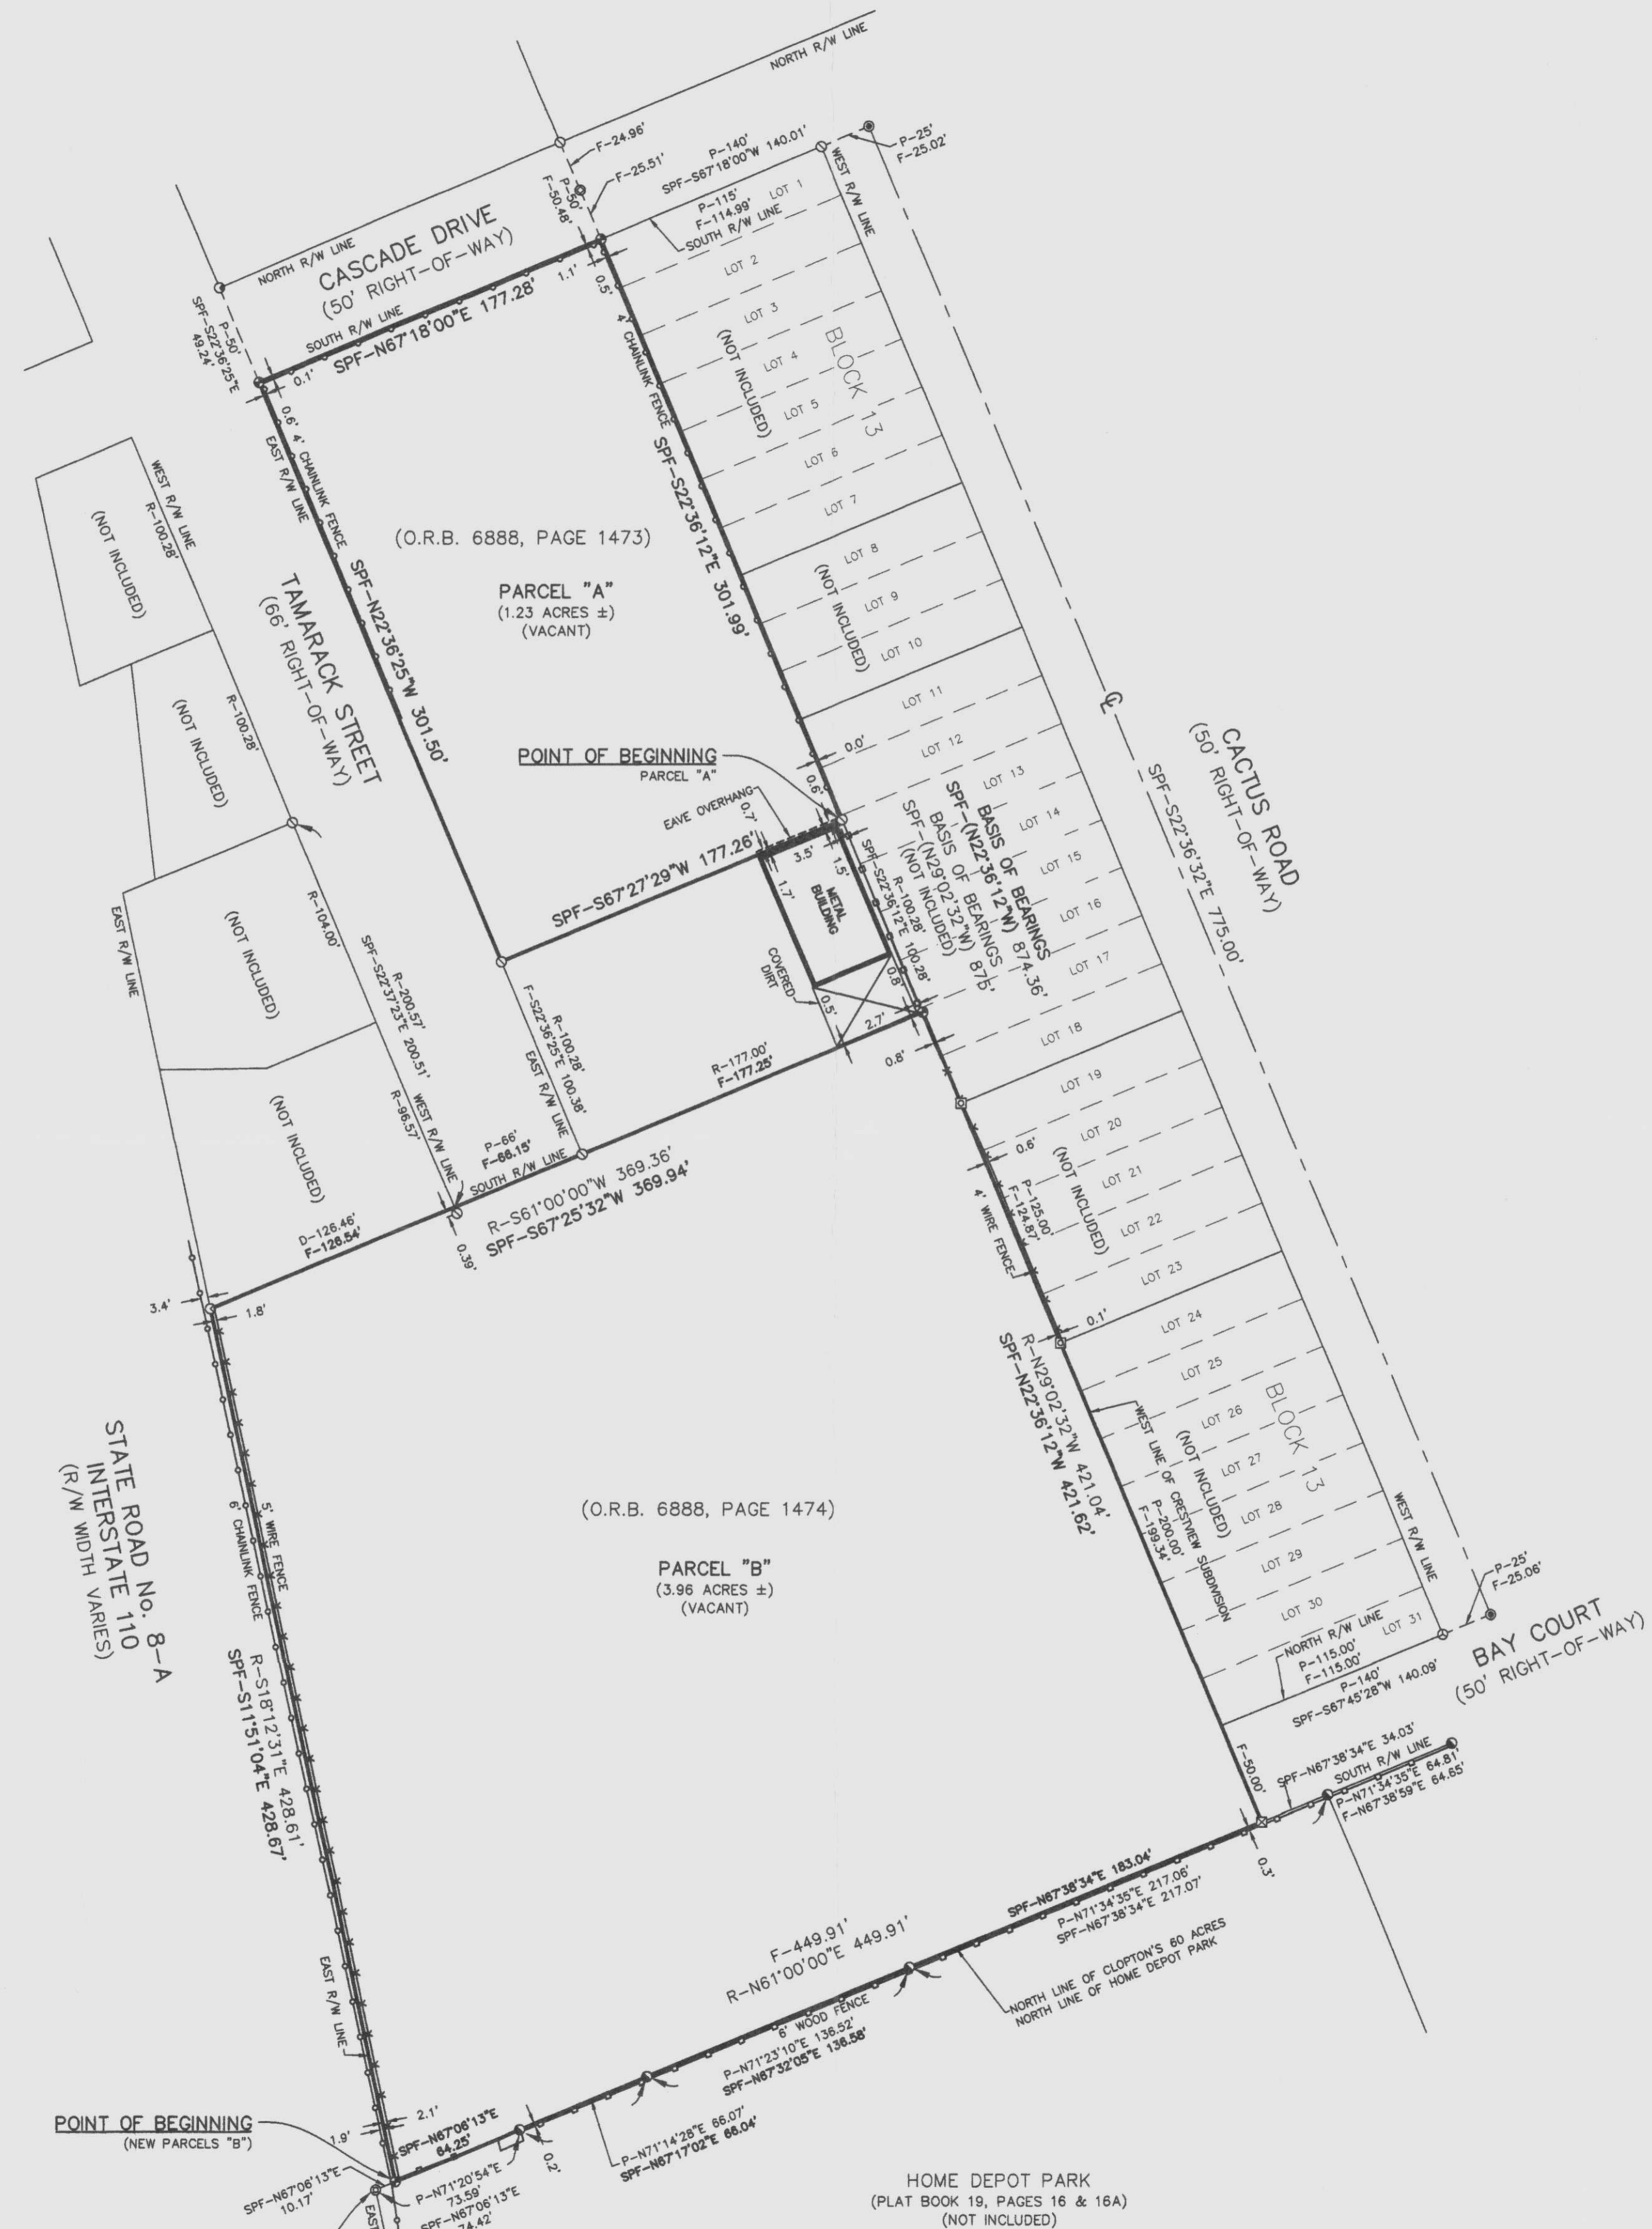 NORTH R/W LINE
F-24.96'
F-25.51'
P-50'
F-50.48'
P-140'
SPF-S67°18'00"W 140.01'
P-115'
F-114.99'
SOUTH R/W LINE
P-25'
F-25.02'
WEST R/W LINE
NORTH R/W LINE
CASCADE DRIVE
(50' RIGHT-OF-WAY)
SOUTH R/W LINE
SPF-N67°18'00"E 177.28'
1.1'
0.5'
P-50'
SPF-S22°36'25"E
49.24'
0.1'
0.6'
4' CHAINLINK FENCE
EAST R/W LINE
4' CHAINLINK FENCE
SPF-S22°36'12"E 301.99'
LOT 1
LOT 2
LOT 3
LOT 4
LOT 5
LOT 6
LOT 7
(NOT INCLUDED)
BLOCK 13
LOT 8
LOT 9
LOT 10
(NOT INCLUDED)
LOT 11
LOT 12
LOT 13
LOT 14
LOT 15
LOT 16
LOT 17
LOT 18
WEST R/W LINE
R-100.28'
(NOT INCLUDED)
R-100.28'
(NOT INCLUDED)
TAMARACK STREET
(66' RIGHT-OF-WAY)
SPF-N22°36'25"W 301.50'
(O.R.B. 6888, PAGE 1473)
PARCEL "A"
(1.23 ACRES ±)
(VACANT)
POINT OF BEGINNING
PARCEL "A"
0.0'
0.6'
EAVE OVERHANG
0.7'
3.5'
1.5'
1.7'
METAL
BUILDING
COVERED
DIRT
0.5'
0.8'
2.7'
0.8'
SPF-S67°27'29"W 177.26'
R-100.28'
SPF-S22°36'12"E 100.28'
BASIS OF BEARINGS
SPF-(N22°36'12"W) 874.36'
BASIS OF BEARINGS
SPF-(N29°02'32"W) 875'
(NOT INCLUDED)
CL
CACTUS ROAD
(50' RIGHT-OF-WAY)
SPF-S22°36'32"E 775.00'
EAST R/W LINE
(NOT INCLUDED)
R-104.00'
R-200.57'
SPF-S22°37'23"E 200.51'
R-96.57'
WEST R/W LINE
(NOT INCLUDED)
R-100.28'
F-S22°36'25"E 100.38'
EAST R/W LINE
R-177.00'
F-177.25'
P-66'
F-66.15'
SOUTH R/W LINE
R-S61°00'00"W 369.36'
SPF-S67°25'32"W 369.94'
D-126.46'
F-126.54'
0.39'
3.4'
1.8'
LOT 19
LOT 20
LOT 21
LOT 22
LOT 23
(NOT INCLUDED)
0.6'
P-125.00'
F-124.87'
4' WIRE FENCE
0.1'
R-N29°02'32"W 421.04'
SPF-N22°36'12"W 421.62'
LOT 24
LOT 25
LOT 26
LOT 27
LOT 28
LOT 29
LOT 30
LOT 31
BLOCK 13
(NOT INCLUDED)
WEST LINE OF CRESTVIEW SUBDIVISION
P-200.00'
F-199.34'
WEST R/W LINE
P-25'
F-25.06'
NORTH R/W LINE
P-115.00'
F-115.00'
P-140'
SPF-S67°45'28"W 140.09'
BAY COURT
(50' RIGHT-OF-WAY)
F-50.00'
SPF-N67°38'34"E 34.03'
SOUTH R/W LINE
P-N71°34'35"E 64.81'
F-N67°38'59"E 64.65'
0.3'
STATE ROAD No. 8-A
INTERSTATE 110
(R/W WIDTH VARIES)
5' WIRE FENCE
6' CHAINLINK FENCE
R-S18°12'31"E 428.61'
SPF-S11°51'04"E 428.67'
EAST R/W LINE
(O.R.B. 6888, PAGE 1474)
PARCEL "B"
(3.96 ACRES ±)
(VACANT)
SPF-N67°38'34"E 183.04'
P-N71°34'35"E 217.06'
SPF-N67°38'34"E 217.07'
NORTH LINE OF CLOPTON'S 60 ACRES
NORTH LINE OF HOME DEPOT PARK
F-449.91'
R-N61°00'00"E 449.91'
6' WOOD FENCE
P-N71°23'10"E 136.52'
SPF-N67°32'05"E 136.58'
P-N71°14'28"E 66.07'
SPF-N67°17'02"E 66.04'
0.2'
POINT OF BEGINNING
(NEW PARCELS "B")
2.1'
1.9'
SPF-N67°06'13"E
64.25'
SPF-N67°06'13"E
10.17'
P-N71°20'54"E
73.59'
SPF-N67°06'13"E
74.42'
EAST
HOME DEPOT PARK
(PLAT BOOK 19, PAGES 16 & 16A)
(NOT INCLUDED)